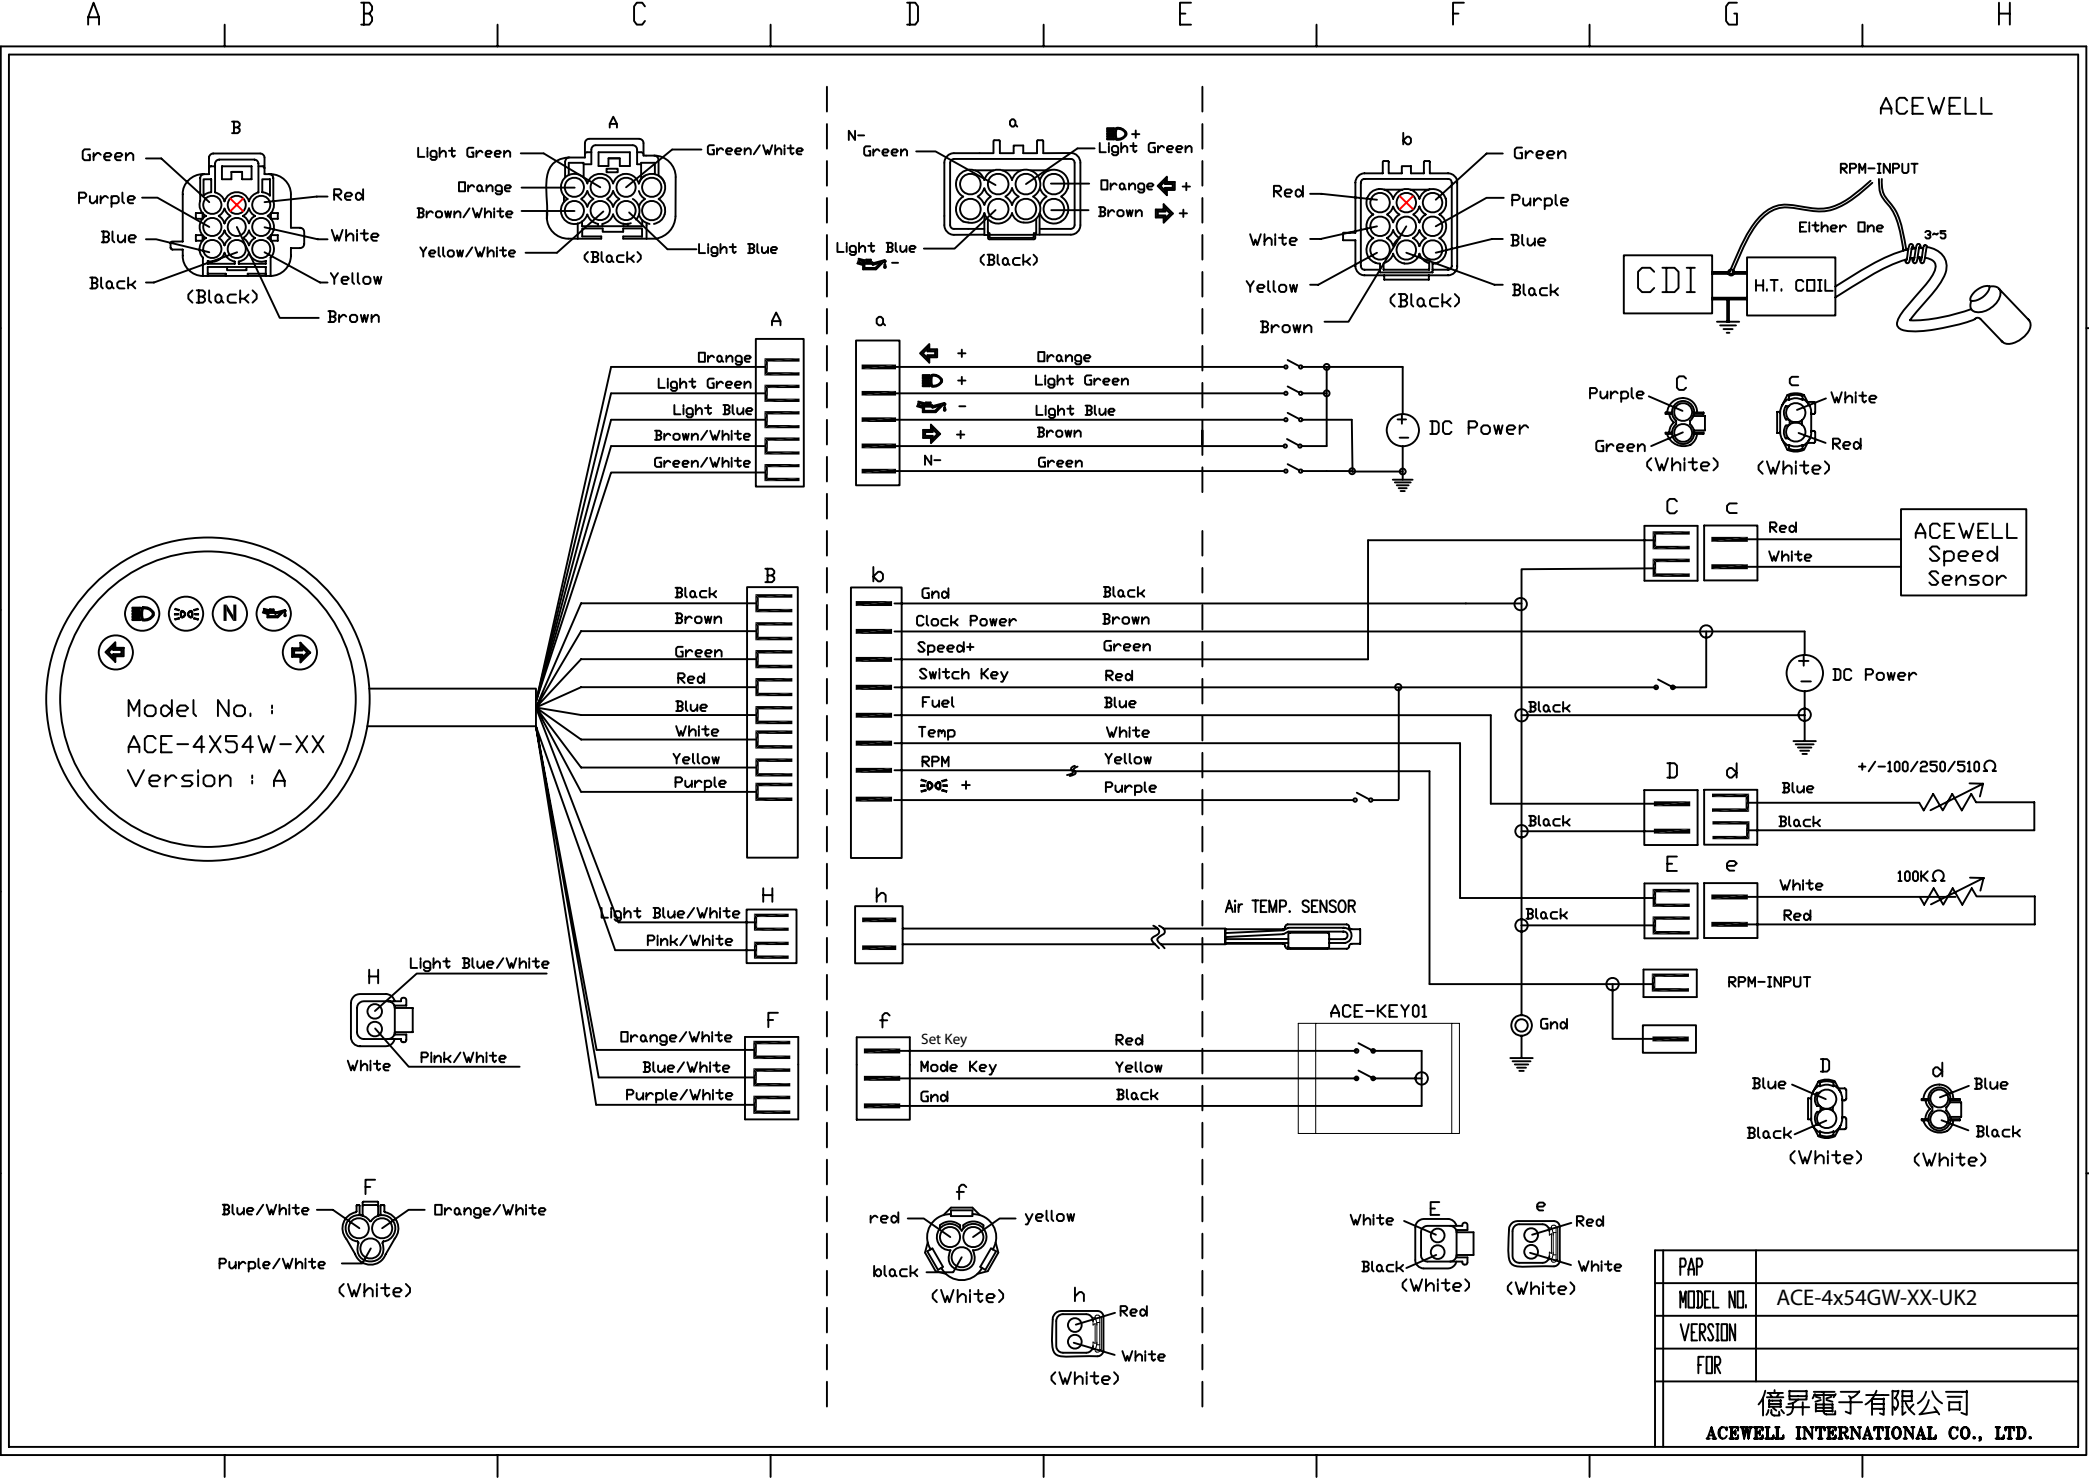 A B C D E F G H
ACEWELL
B
Green
Purple
Blue
Black
Red
White
Yellow
Brown
(Black)
A
Light Green
Orange
Brown/White
Yellow/White
Green/White
Light Blue
(Black)
a
N-
Green
+
Light Green
Orange +
Brown +
Light Blue
-
(Black)
b
Red
White
Yellow
Brown
Green
Purple
Blue
Black
(Black)
RPM-INPUT
Either One
3~5
CDI
H.T. COIL
C
Purple
Green
(White)
c
White
Red
(White)
A
Orange
Light Green
Light Blue
Brown/White
Green/White
a
+ Orange
+ Light Green
- Light Blue
+ Brown
N- Green
DC Power
C c
Red
White
ACEWELL
Speed
Sensor
N
Model No. :
ACE-4X54W-XX
Version : A
B
Black
Brown
Green
Red
Blue
White
Yellow
Purple
b
Gnd Black
Clock Power Brown
Speed+ Green
Switch Key Red
Fuel Blue
Temp White
RPM Yellow
+ Purple
DC Power
Black
D d
Blue
Black
+/-100/250/510Ω
Black
E e
White
Red
100KΩ
Black
RPM-INPUT
Gnd
H
Light Blue/White
Pink/White
h
Air TEMP. SENSOR
H
Light Blue/White
Pink/White
White
F
Orange/White
Blue/White
Purple/White
f
Set Key Red
Mode Key Yellow
Gnd Black
ACE-KEY01
D
Blue
Black
(White)
d
Blue
Black
(White)
F
Blue/White
Orange/White
Purple/White
(White)
f
red
yellow
black
(White)
h
Red
White
(White)
E
White
Black
(White)
e
Red
White
(White)
PAP
MODEL NO. ACE-4x54GW-XX-UK2
VERSION
FOR
億昇電子有限公司
ACEWELL INTERNATIONAL CO., LTD.